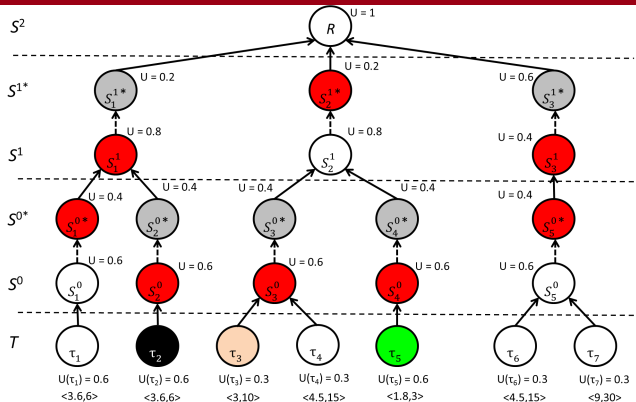 S² R U = 1
S¹* U = 0.2 S₁¹* U = 0.2 S₂¹* U = 0.6 S₃¹*
S¹ U = 0.8 S₁¹ U = 0.8 S₂¹ U = 0.4 S₃¹
S⁰* U = 0.4 S₁⁰* U = 0.4 S₂⁰* U = 0.4 S₃⁰* U = 0.4 S₄⁰* U = 0.4 S₅⁰*
S⁰ U = 0.6 S₁⁰ U = 0.6 S₂⁰ U = 0.6 S₃⁰ U = 0.6 S₄⁰ U = 0.6 S₅⁰
T τ₁ τ₂ τ₃ τ₄ τ₅ τ₆ τ₇
U(τ₁) = 0.6 U(τ₂) = 0.6 U(τ₃) = 0.3 U(τ₄) = 0.3 U(τ₅) = 0.6 U(τ₆) = 0.3 U(τ₇) = 0.3
<3.6,6> <3.6,6> <3,10> <4.5,15> <1.8,3> <4.5,15> <9,30>